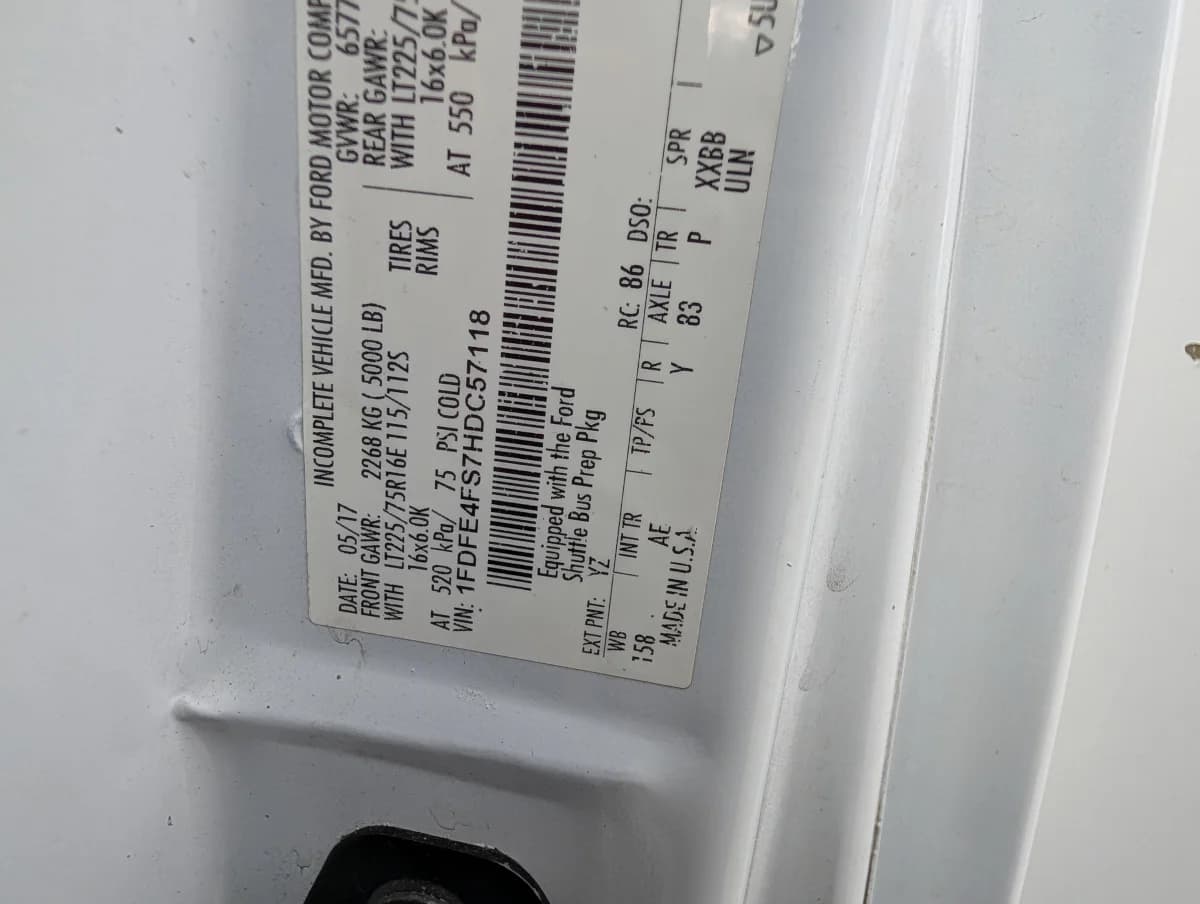 INCOMPLETE VEHICLE MFD. BY FORD MOTOR
DATE: 05/17 GVWR:
FRONT GAWR: 2268 KG ( 5000 LB) REAR GAWR:
WITH LT225/75R16E 115/112S TIRES WITH LT225/
16x6.0K RIMS 16x6.0K
AT 520 kPa/ 75 PSI COLD AT 550 kPa/
VIN: 1FDFE4FS7HDC57118
Equipped with the Ford
Shuttle Bus Prep Pkg
EXT PNT: YZ RC: 86 DSO:
WB INT TR TP/PS R AXLE TR SPR
158 AE Y 83 P XXBB
MADE IN U.S.A. ULN